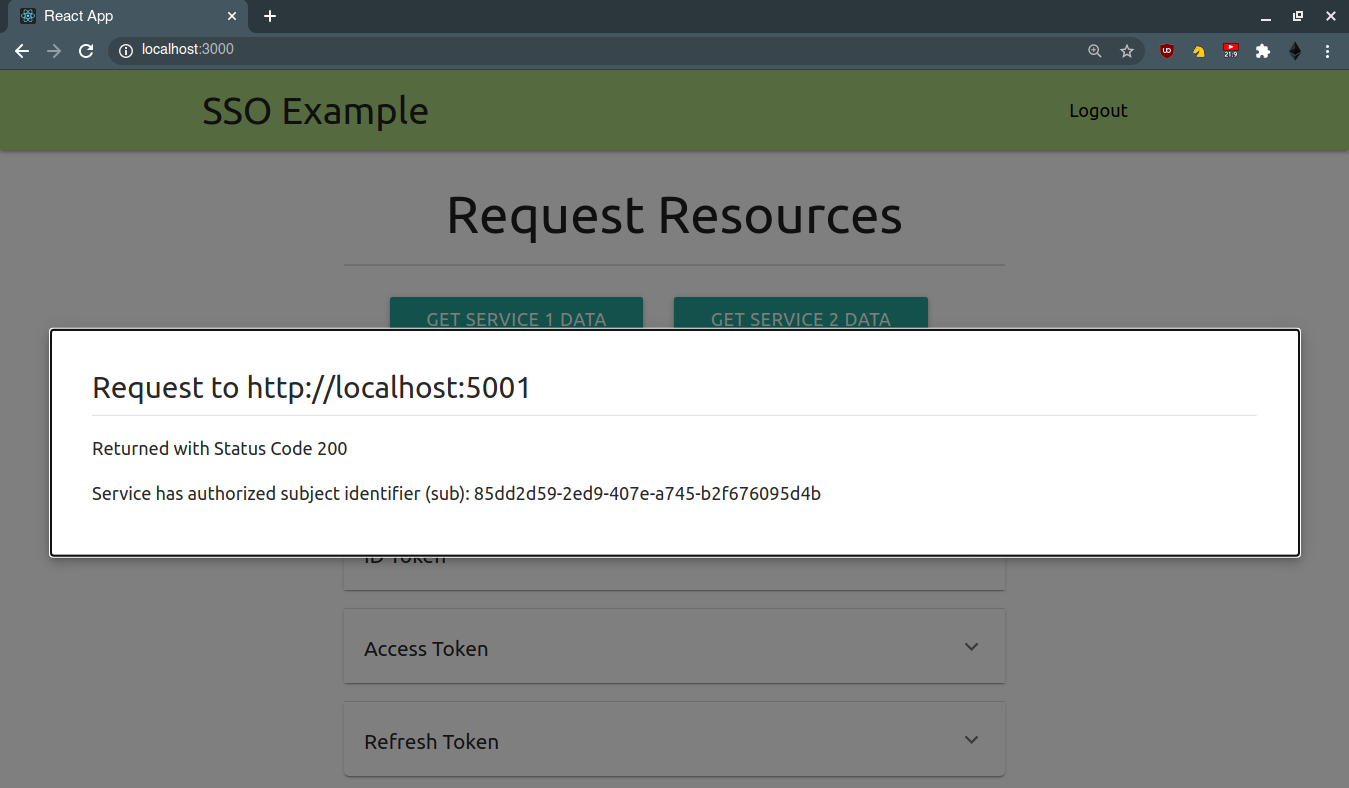 React App
localhost:3000
21:9
SSO Example
Logout
Request Resources
GET SERVICE 1 DATA
GET SERVICE 2 DATA
Request to http://localhost:5001
Returned with Status Code 200
Service has authorized subject identifier (sub): 85dd2d59-2ed9-407e-a745-b2f676095d4b
ID Token
Access Token
Refresh Token